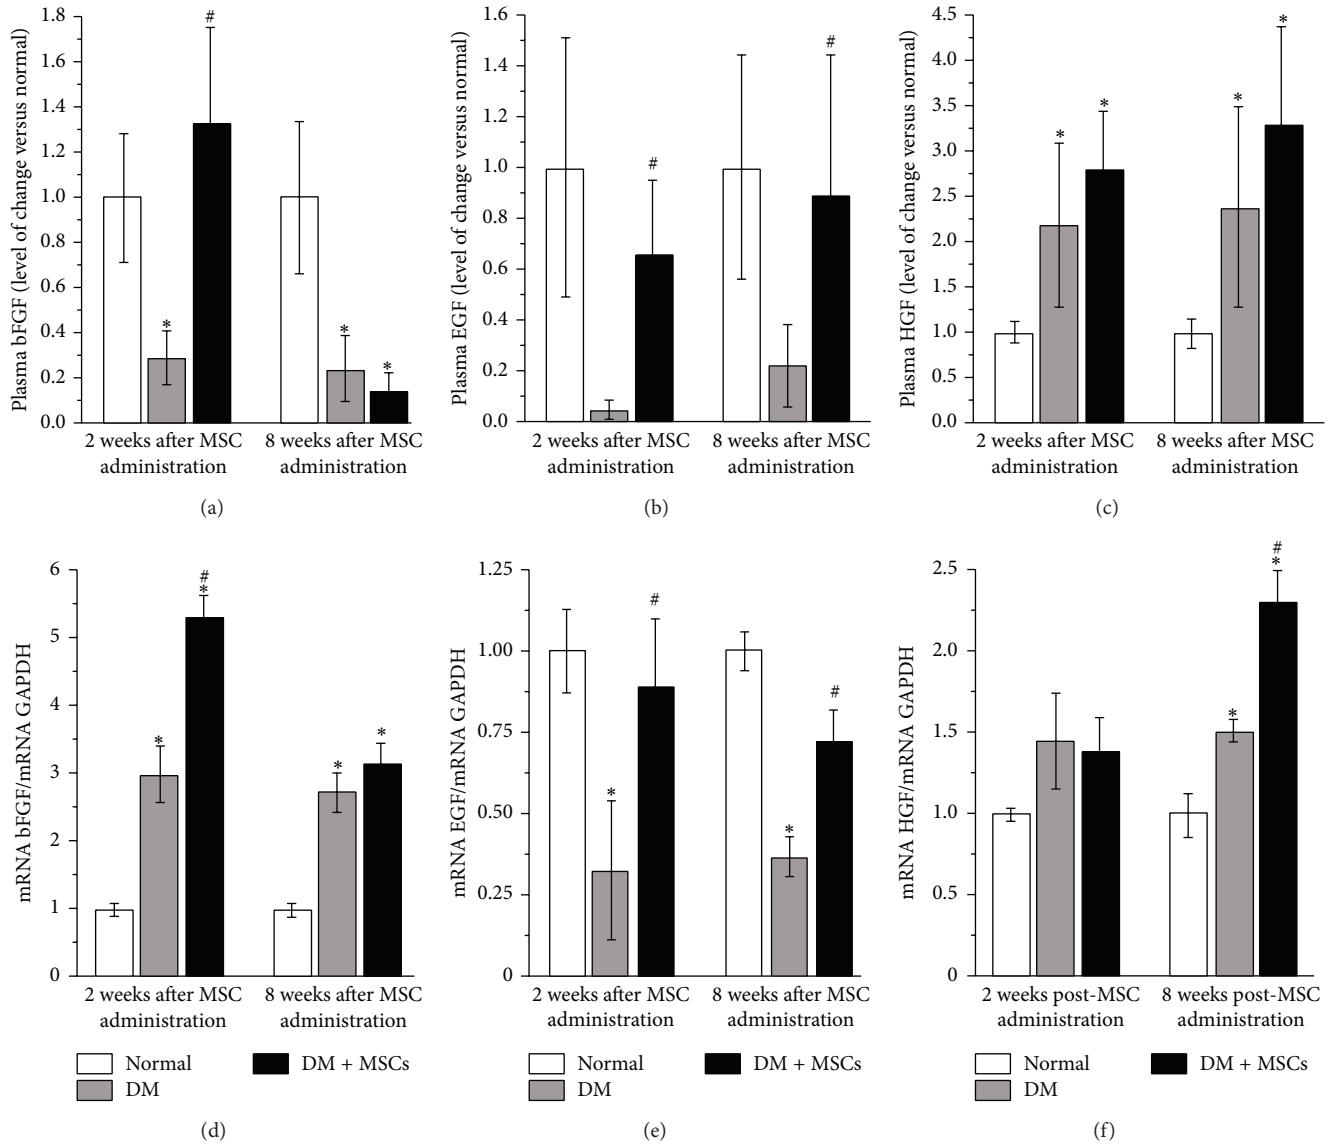 Plasma bFGF (level of change versus normal)
1.8
1.6
1.4
1.2
1.0
0.8
0.6
0.4
0.2
0.0
*
#
*
*
2 weeks after MSC
administration
8 weeks after MSC
administration
(a)
Plasma EGF (level of change versus normal)
1.6
1.4
1.2
1.0
0.8
0.6
0.4
0.2
0.0
#
#
2 weeks after MSC
administration
8 weeks after MSC
administration
(b)
Plasma HGF (level of change versus normal)
4.5
4.0
3.5
3.0
2.5
2.0
1.5
1.0
0.5
0.0
*
*
*
*
2 weeks after MSC
administration
8 weeks after MSC
administration
(c)
mRNA bFGF/mRNA GAPDH
6
5
4
3
2
1
0
*
#
*
*
*
2 weeks after MSC
administration
8 weeks after MSC
administration
Normal
DM
DM + MSCs
(d)
mRNA EGF/mRNA GAPDH
1.25
1.00
0.75
0.50
0.25
0
*
#
*
#
2 weeks after MSC
administration
8 weeks after MSC
administration
Normal
DM
DM + MSCs
(e)
mRNA HGF/mRNA GAPDH
2.5
2.0
1.5
1.0
0.5
0
*
#
*
2 weeks post-MSC
administration
8 weeks post-MSC
administration
Normal
DM
DM + MSCs
(f)